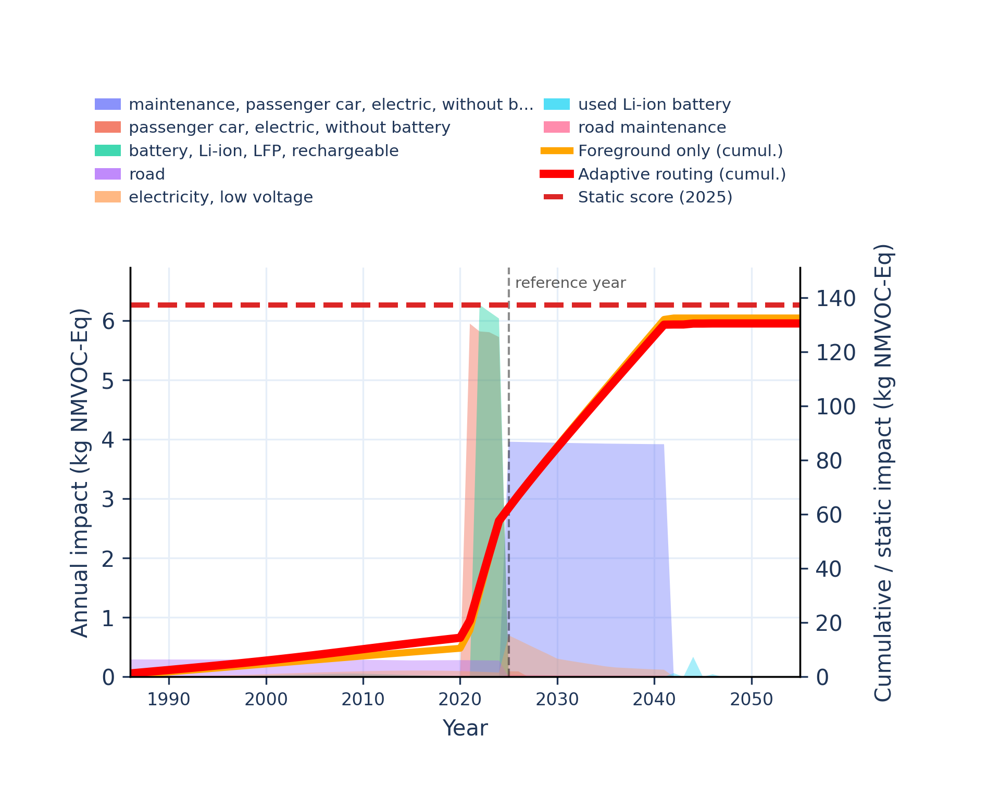 maintenance, passenger car, electric, without b...
passenger car, electric, without battery
battery, Li-ion, LFP, rechargeable
road
electricity, low voltage
used Li-ion battery
road maintenance
Foreground only (cumul.)
Adaptive routing (cumul.)
Static score (2025)
reference year
Annual impact (kg NMVOC-Eq)
6
5
4
3
2
1
0
140
120
100
80
60
40
20
0
Cumulative / static impact (kg NMVOC-Eq)
1990 2000 2010 2020 2030 2040 2050
Year